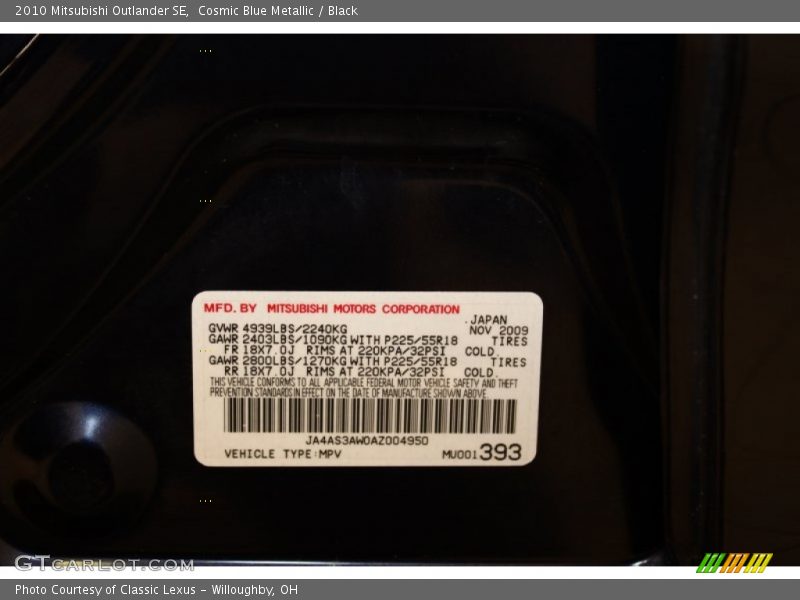 2010 Mitsubishi Outlander SE,  Cosmic Blue Metallic / Black
MFD. BY MITSUBISHI MOTORS CORPORATION
JAPAN
GVWR 4939LBS/2240KG NOV 2009
GAWR 2403LBS/1090KG WITH P225/55R18 TIRES
FR 18X7.0J RIMS AT 220KPA/32PSI COLD.
GAWR 2800LBS/1270KG WITH P225/55R18 TIRES
RR 18X7.0J RIMS AT 220KPA/32PSI COLD.
THIS VEHICLE CONFORMS TO ALL APPLICABLE FEDERAL MOTOR VEHICLE SAFETY AND THEFT
PREVENTION STANDARDS IN EFFECT ON THE DATE OF MANUFACTURE SHOWN ABOVE.
JA4AS3AW0AZ004950
VEHICLE TYPE:MPV MU001393
GTCARLOT.COM
Photo Courtesy of Classic Lexus - Willoughby, OH